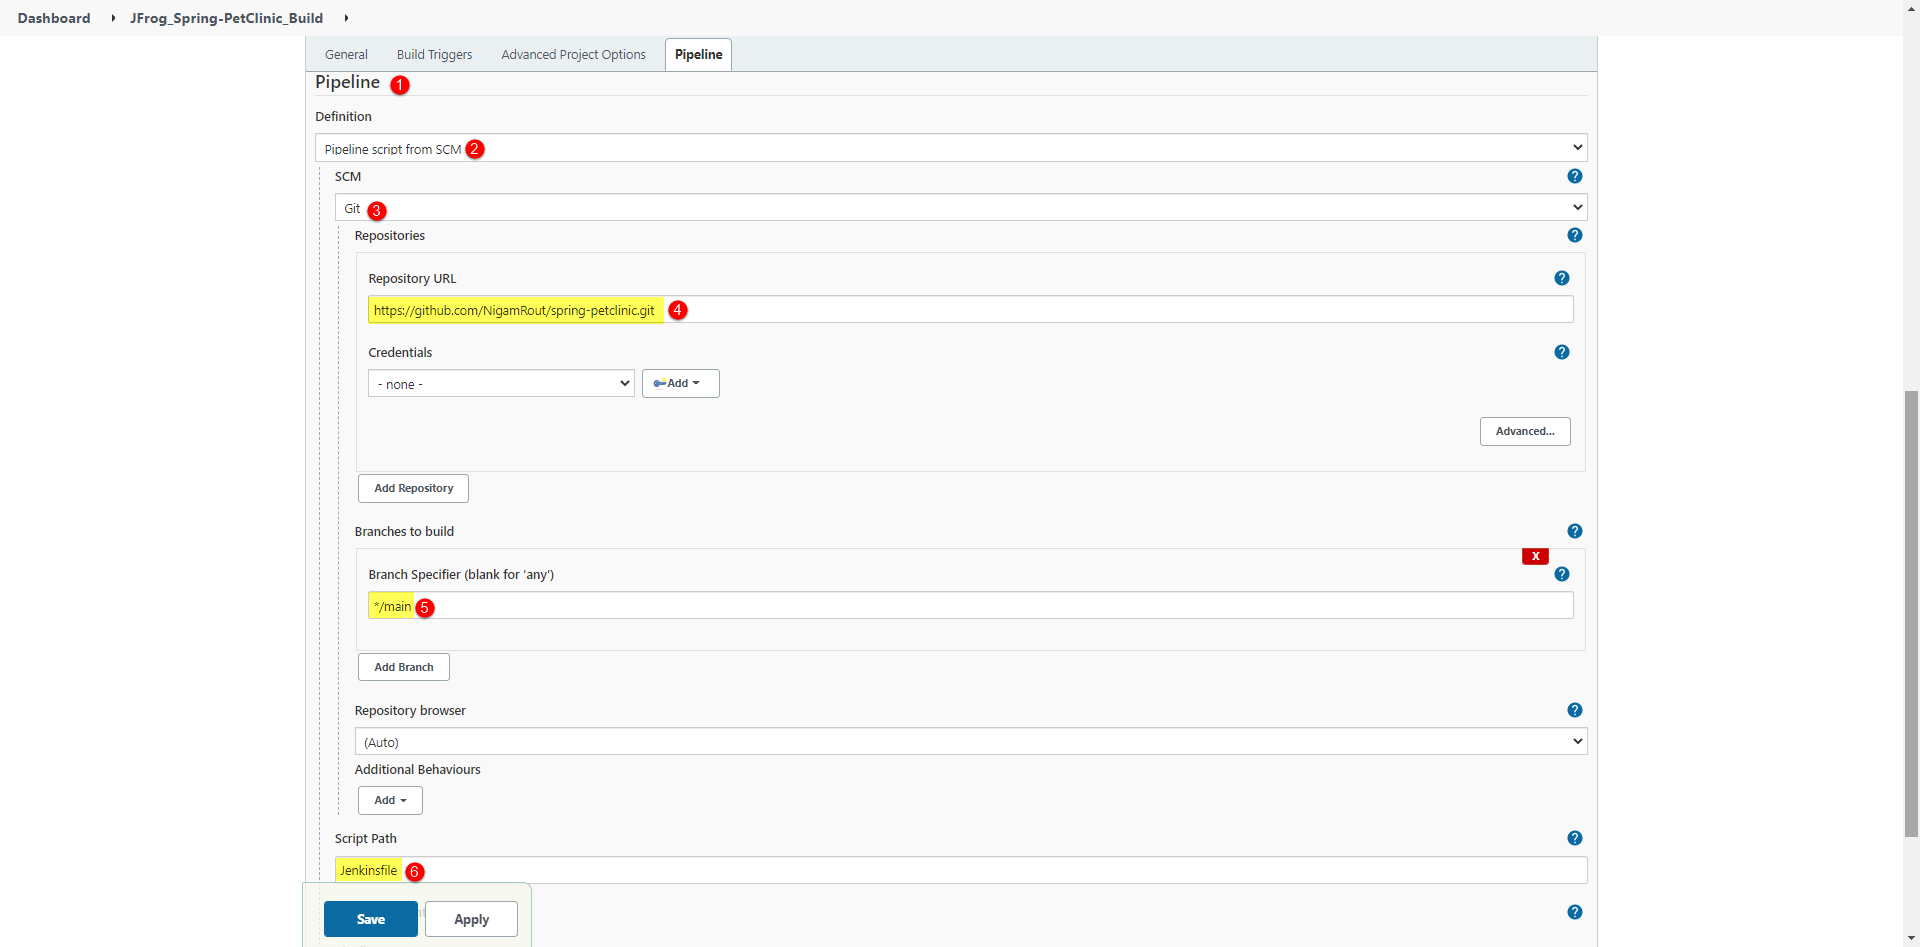 Dashboard JFrog_Spring-PetClinic_Build
General Build Triggers Advanced Project Options Pipeline
Pipeline 1
Definition
Pipeline script from SCM 2
SCM ?
Git 3
Repositories ?
Repository URL ?
https://github.com/NigamRout/spring-petclinic.git 4
Credentials ?
- none - Add
Advanced...
Add Repository
Branches to build ?
X
Branch Specifier (blank for 'any') ?
*/main 5
Add Branch
Repository browser ?
(Auto)
Additional Behaviours
Add
Script Path ?
Jenkinsfile 6
Save Apply ?